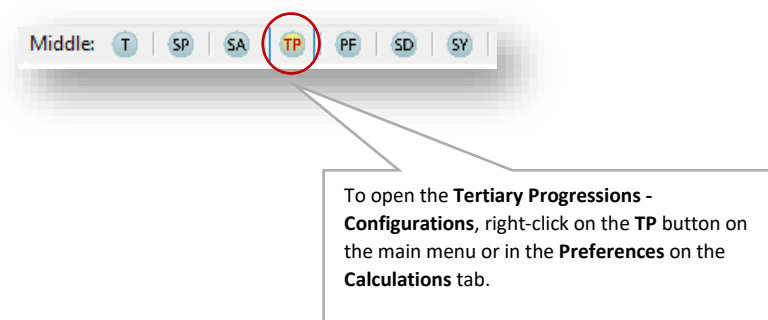 Middle: T SP SA TP PF SD SY
To open the Tertiary Progressions -
Configurations, right-click on the TP button on
the main menu or in the Preferences on the
Calculations tab.